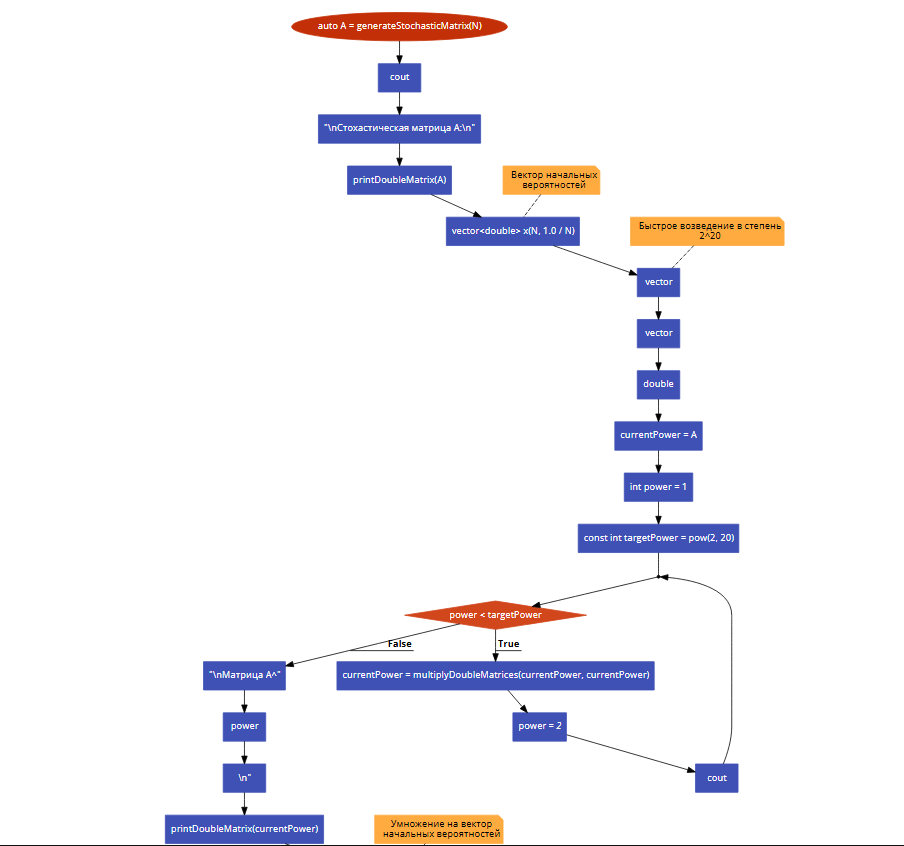 auto A = generateStochasticMatrix(N)
cout
"\nСтохастическая матрица A:\n"
printDoubleMatrix(A)
Вектор начальных
вероятностей
vector<double> x(N, 1.0 / N)
Быстрое возведение в степень
2^20
vector
vector
double
currentPower = A
int power = 1
const int targetPower = pow(2, 20)
power < targetPower
False
True
"\nМатрица A^"
currentPower = multiplyDoubleMatrices(currentPower, currentPower)
power
power = 2
\n"
cout
printDoubleMatrix(currentPower)
Умножение на вектор
начальных вероятностей